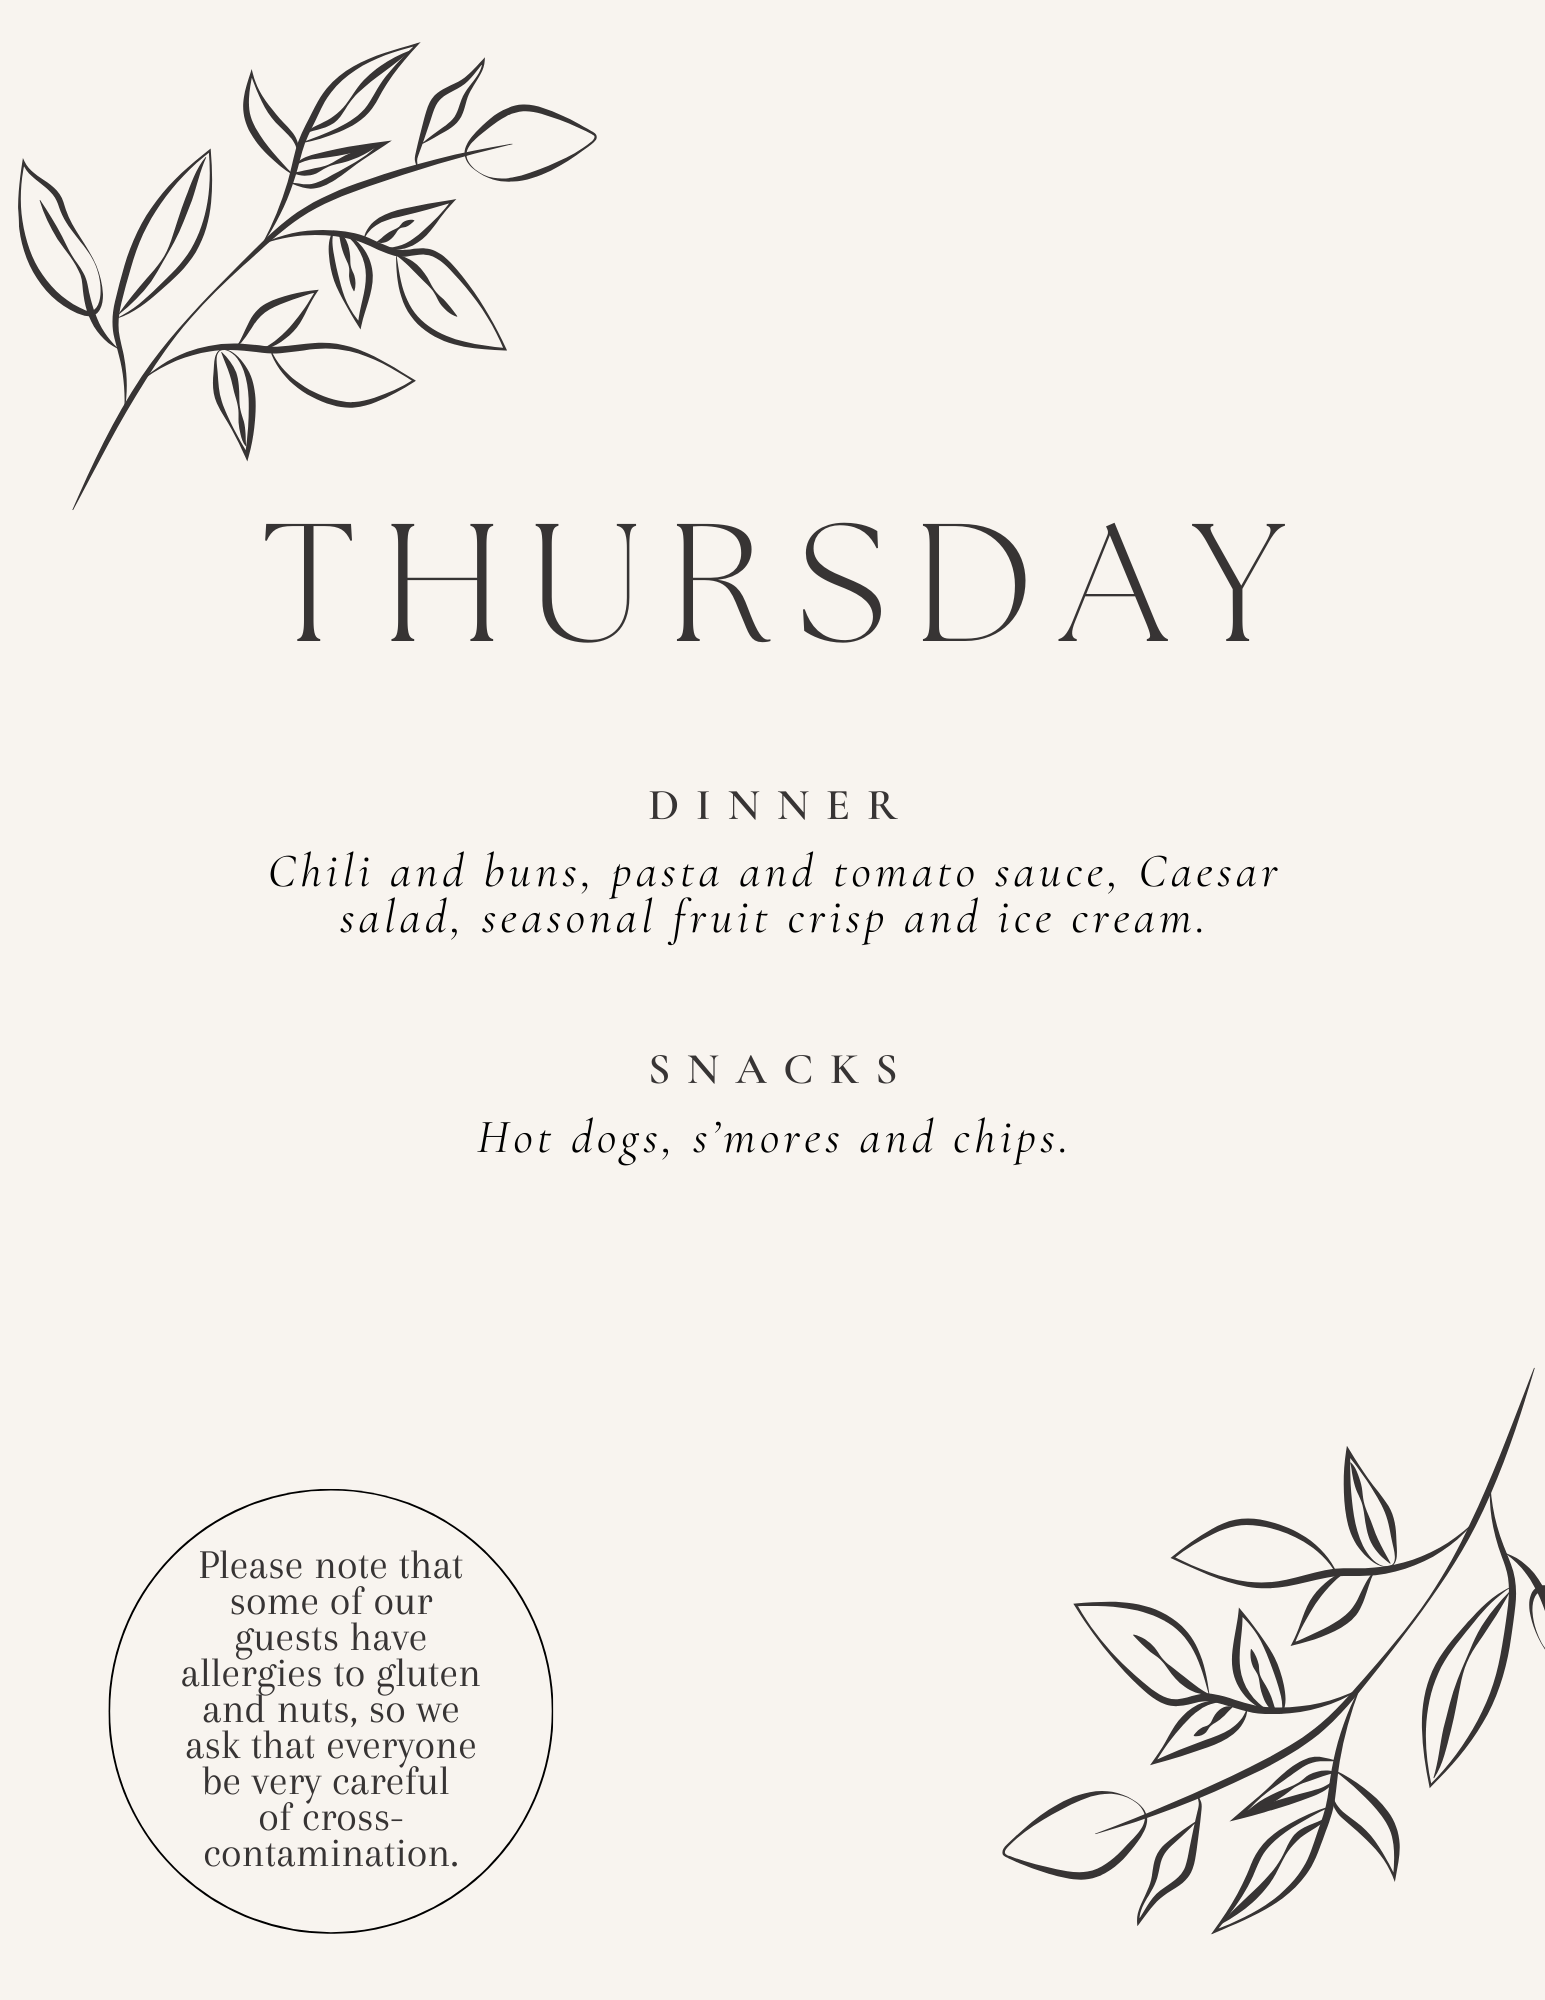 THURSDAY
DINNER
Chili and buns, pasta and tomato sauce, Caesar
salad, seasonal fruit crisp and ice cream.
SNACKS
Hot dogs, s’mores and chips.
Please note that
some of our
guests have
allergies to gluten
and nuts, so we
ask that everyone
be very careful
of cross-
contamination.